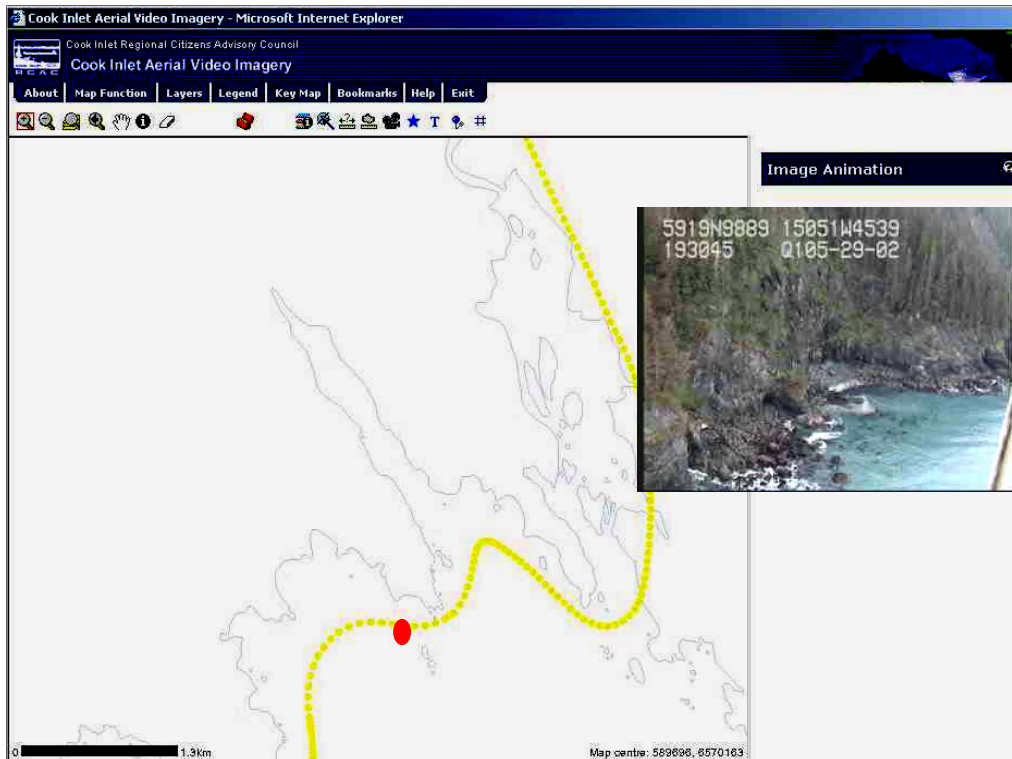 Cook Inlet Aerial Video Imagery - Microsoft Internet Explorer
Cook Inlet Regional Citizens Advisory Council
RCAC
Cook Inlet Aerial Video Imagery
About Map Function Layers Legend Key Map Bookmarks Help Exit
T
Image Animation
5919N9889 15051W4539
193045 Q105-29-02
0 1.3km
Map centre: 589696, 6570163